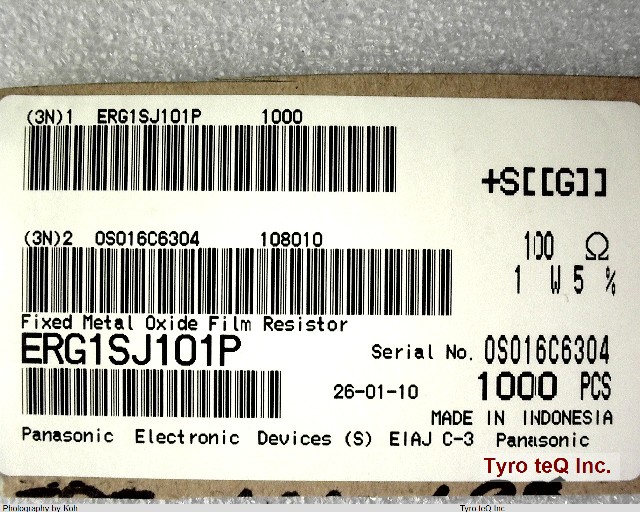 (3N)1 ERG1SJ101P 1000
+S[[G]]
(3N)2 0S016C6304 108010
100 Ω
1 W 5 %
Fixed Metal Oxide Film Resistor
ERG1SJ101P
Serial No. 0S016C6304
26-01-10 1000 PCS
MADE IN INDONESIA
Panasonic Electronic Devices (S) EIAJ C-3 Panasonic
Tyro teQ Inc.
Photography by Koh Tyro teQ Inc